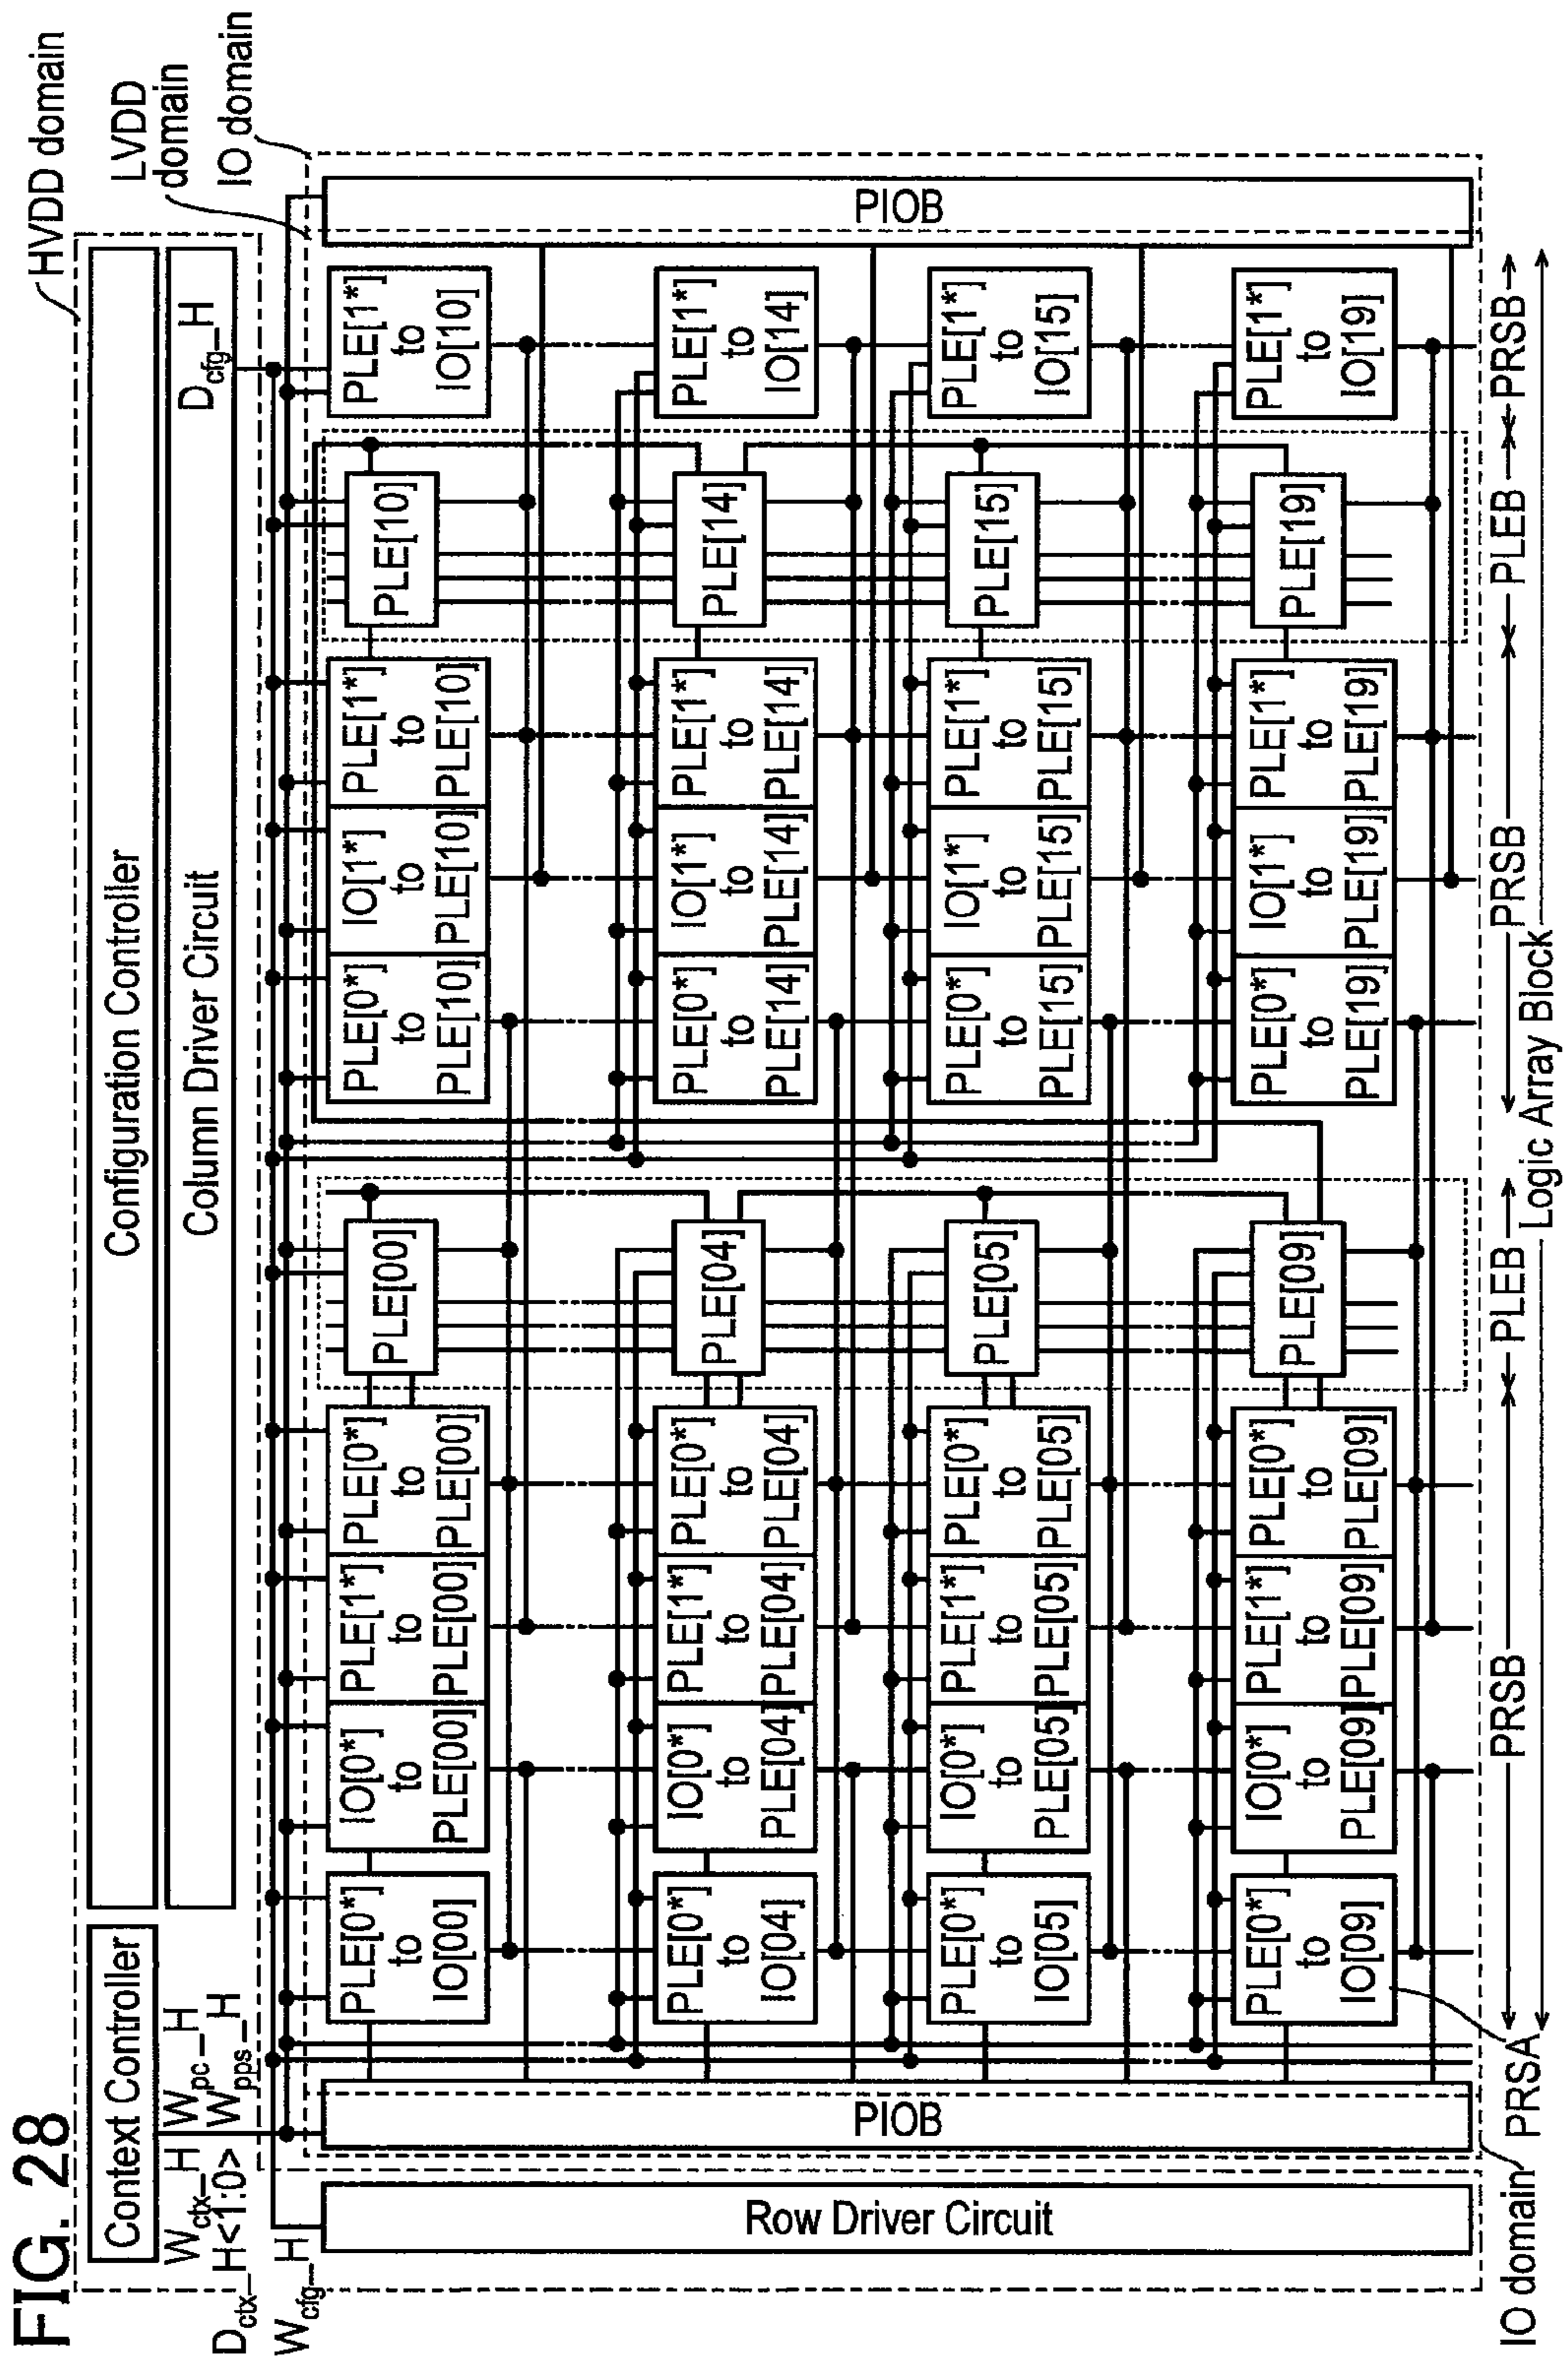 FIG. 28
HVDD domain
LVDD
domain
IO domain
Context Controller
Configuration Controller
Column Driver Circuit
Wctx_H Wpc_H
Dctx_H<1:0> Wpps_H
Wcfg_H
Dcfg_H
Row Driver Circuit
PIOB
PIOB
PLE[0*]
to
IO[00]
IO[0*]
to
PLE[00]
PLE[1*]
to
PLE[00]
PLE[0*]
to
PLE[00]
PLE[00]
PLE[0*]
to
PLE[10]
IO[1*]
to
PLE[10]
PLE[1*]
to
PLE[10]
PLE[10]
PLE[1*]
to
IO[10]
PLE[0*]
to
IO[04]
IO[0*]
to
PLE[04]
PLE[1*]
to
PLE[04]
PLE[0*]
to
PLE[04]
PLE[04]
PLE[0*]
to
PLE[14]
IO[1*]
to
PLE[14]
PLE[1*]
to
PLE[14]
PLE[14]
PLE[1*]
to
IO[14]
PLE[0*]
to
IO[05]
IO[0*]
to
PLE[05]
PLE[1*]
to
PLE[05]
PLE[0*]
to
PLE[05]
PLE[05]
PLE[0*]
to
PLE[15]
IO[1*]
to
PLE[15]
PLE[1*]
to
PLE[15]
PLE[15]
PLE[1*]
to
IO[15]
PLE[0*]
to
IO[09]
IO[0*]
to
PLE[09]
PLE[1*]
to
PLE[09]
PLE[0*]
to
PLE[09]
PLE[09]
PLE[0*]
to
PLE[19]
IO[1*]
to
PLE[19]
PLE[1*]
to
PLE[19]
PLE[19]
PLE[1*]
to
IO[19]
PRSB
PLEB
PRSB
PLEB
PRSB
IO domain
PRSA
Logic Array Block